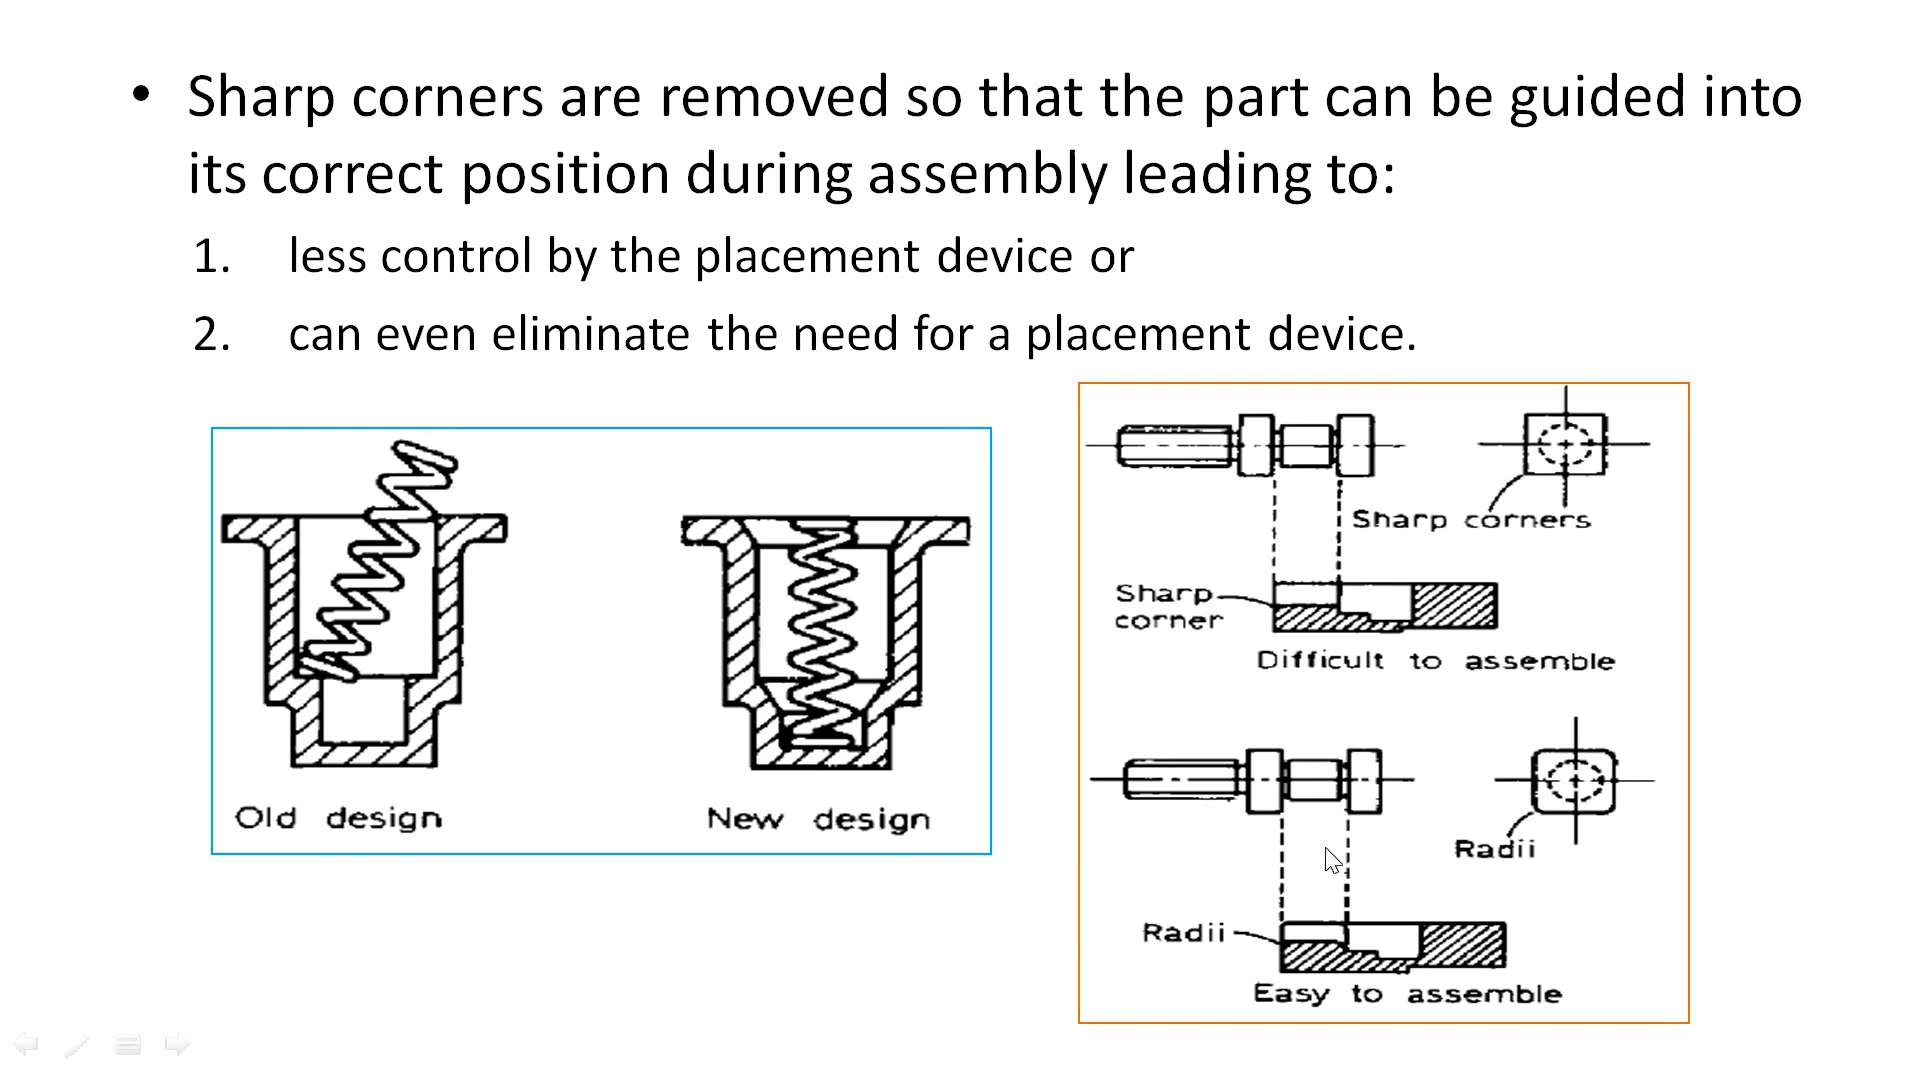 • Sharp corners are removed so that the part can be guided into
its correct position during assembly leading to:
1. less control by the placement device or
2. can even eliminate the need for a placement device.
Old design
New design
Sharp corners
Sharp
corner
Difficult to assemble
Radii
Radii
Easy to assemble